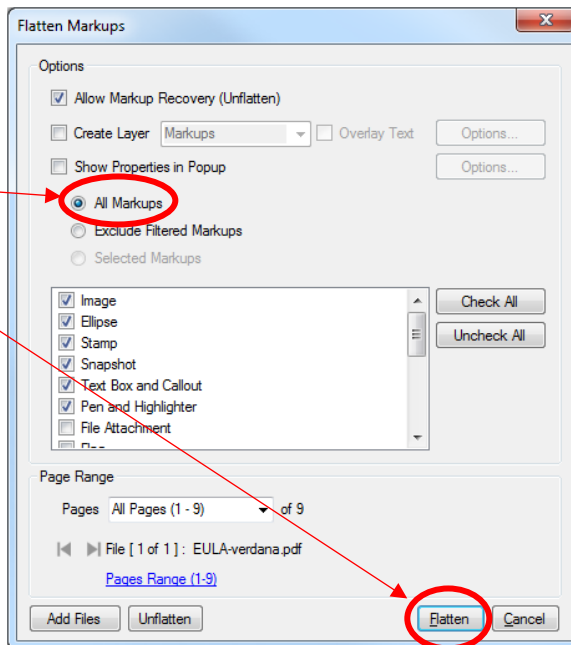 Flatten Markups
Options
Allow Markup Recovery (Unflatten)
Create Layer Markups Overlay Text Options...
Show Properties in Popup Options...
All Markups
Exclude Filtered Markups
Selected Markups
Image Check All
Ellipse
Stamp Uncheck All
Snapshot
Text Box and Callout
Pen and Highlighter
File Attachment
Page Range
Pages All Pages (1 - 9) of 9
File [ 1 of 1 ] : EULA-verdana.pdf
Pages Range (1-9)
Add Files Unflatten Flatten Cancel